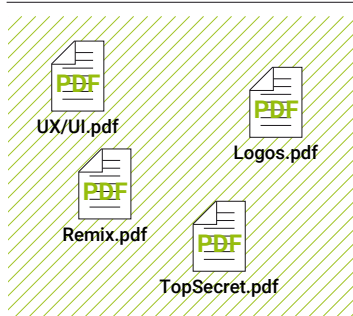 PDF
UX/UI.pdf
PDF
Logos.pdf
PDF
Remix.pdf
PDF
TopSecret.pdf